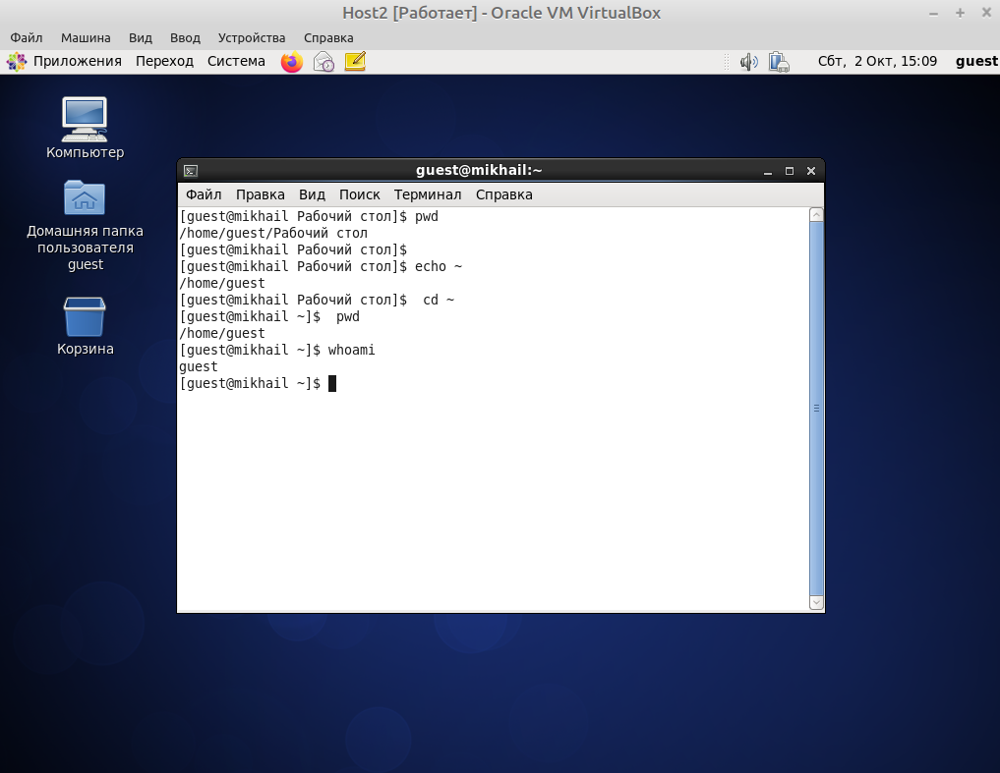 Host2 [Работает] - Oracle VM VirtualBox
Файл Машина Вид Ввод Устройства Справка
Приложения Переход Система Сбт, 2 Окт, 15:09 guest
Компьютер
Домашняя папка
пользователя
guest
Корзина
guest@mikhail:~
Файл Правка Вид Поиск Терминал Справка
[guest@mikhail Рабочий стол]$ pwd
/home/guest/Рабочий стол
[guest@mikhail Рабочий стол]$
[guest@mikhail Рабочий стол]$ echo ~
/home/guest
[guest@mikhail Рабочий стол]$  cd ~
[guest@mikhail ~]$  pwd
/home/guest
[guest@mikhail ~]$ whoami
guest
[guest@mikhail ~]$